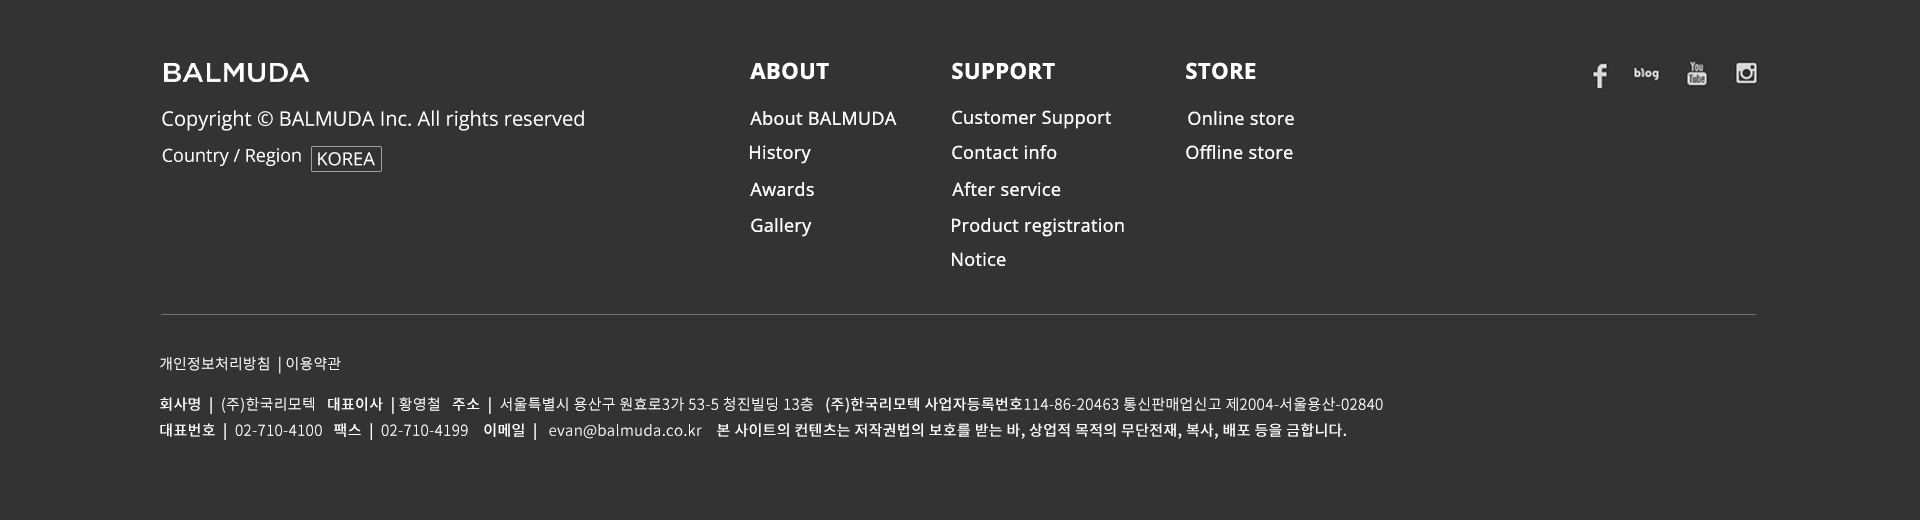 BALMUDA
Copyright © BALMUDA Inc. All rights reserved
Country / Region KOREA
ABOUT
About BALMUDA
History
Awards
Gallery
SUPPORT
Customer Support
Contact info
After service
Product registration
Notice
STORE
Online store
Offline store
f
blog
You Tube
개인정보처리방침 | 이용약관
회사명 | (주)한국리모텍 대표이사 | 황영철 주소 | 서울특별시 용산구 원효로3가 53-5 청진빌딩 13층 (주)한국리모텍 사업자등록번호114-86-20463 통신판매업신고 제2004-서울용산-02840
대표번호 | 02-710-4100 팩스 | 02-710-4199 이메일 | evan@balmuda.co.kr 본 사이트의 컨텐츠는 저작권법의 보호를 받는 바, 상업적 목적의 무단전재, 복사, 배포 등을 금합니다.